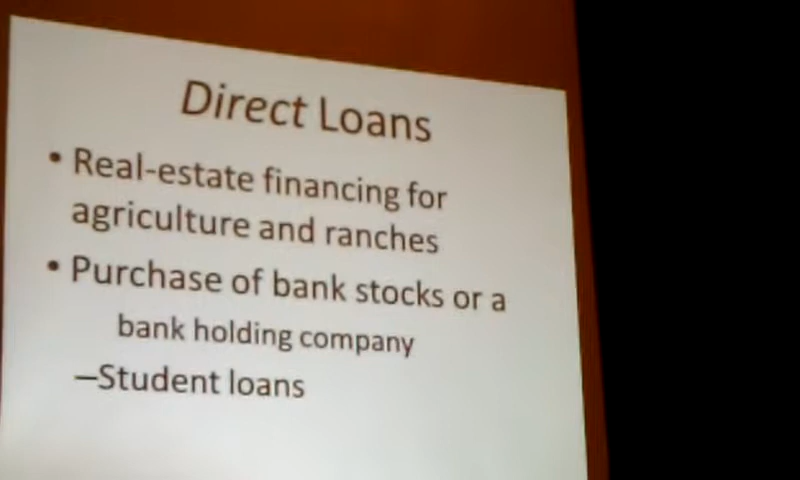 Direct Loans
• Real-estate financing for
agriculture and ranches
• Purchase of bank stocks or a
bank holding company
–Student loans